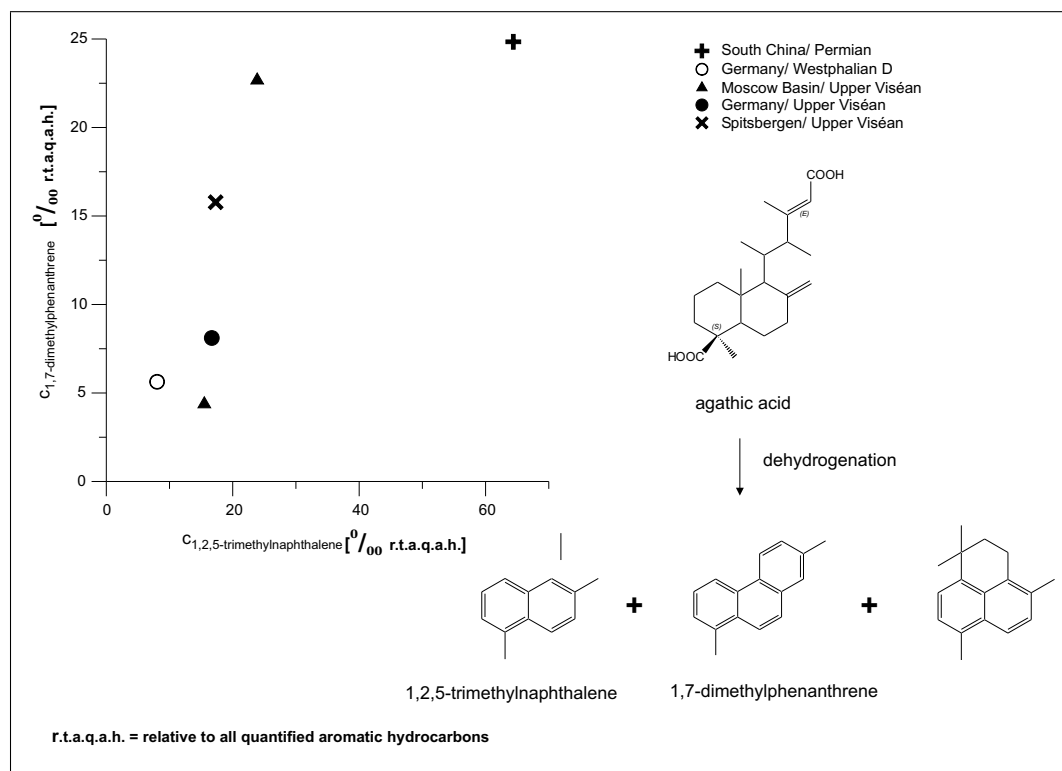 25
20
15
10
5
0
0
20
40
60
c1,7-dimethylphenanthrene [0/00 r.t.a.q.a.h.]
c1,2,5-trimethylnaphthalene [0/00 r.t.a.q.a.h.]
South China/ Permian
Germany/ Westphalian D
Moscow Basin/ Upper Viséan
Germany/ Upper Viséan
Spitsbergen/ Upper Viséan
COOH
(E)
(S)
HOOC
agathic acid
dehydrogenation
+ +
1,2,5-trimethylnaphthalene
1,7-dimethylphenanthrene
r.t.a.q.a.h. = relative to all quantified aromatic hydrocarbons